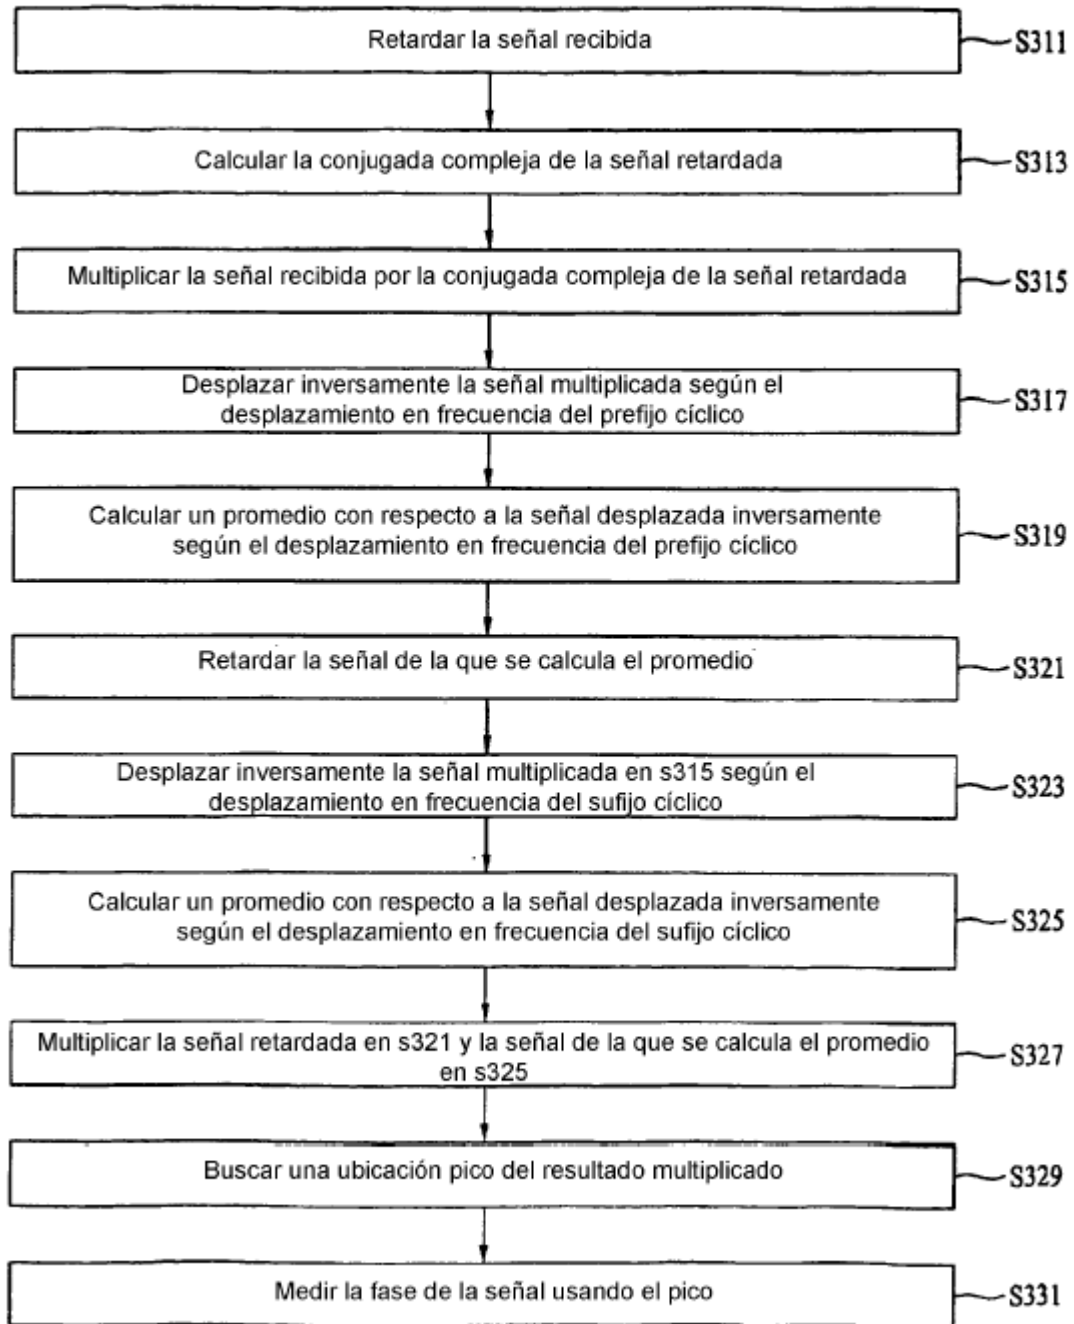 Retardar la señal recibida
S311
Calcular la conjugada compleja de la señal retardada
S313
Multiplicar la señal recibida por la conjugada compleja de la señal retardada
S315
Desplazar inversamente la señal multiplicada según el
desplazamiento en frecuencia del prefijo cíclico
S317
Calcular un promedio con respecto a la señal desplazada inversamente
según el desplazamiento en frecuencia del prefijo cíclico
S319
Retardar la señal de la que se calcula el promedio
S321
Desplazar inversamente la señal multiplicada en s315 según el
desplazamiento en frecuencia del sufijo cíclico
S323
Calcular un promedio con respecto a la señal desplazada inversamente
según el desplazamiento en frecuencia del sufijo cíclico
S325
Multiplicar la señal retardada en s321 y la señal de la que se calcula el promedio
en s325
S327
Buscar una ubicación pico del resultado multiplicado
S329
Medir la fase de la señal usando el pico
S331